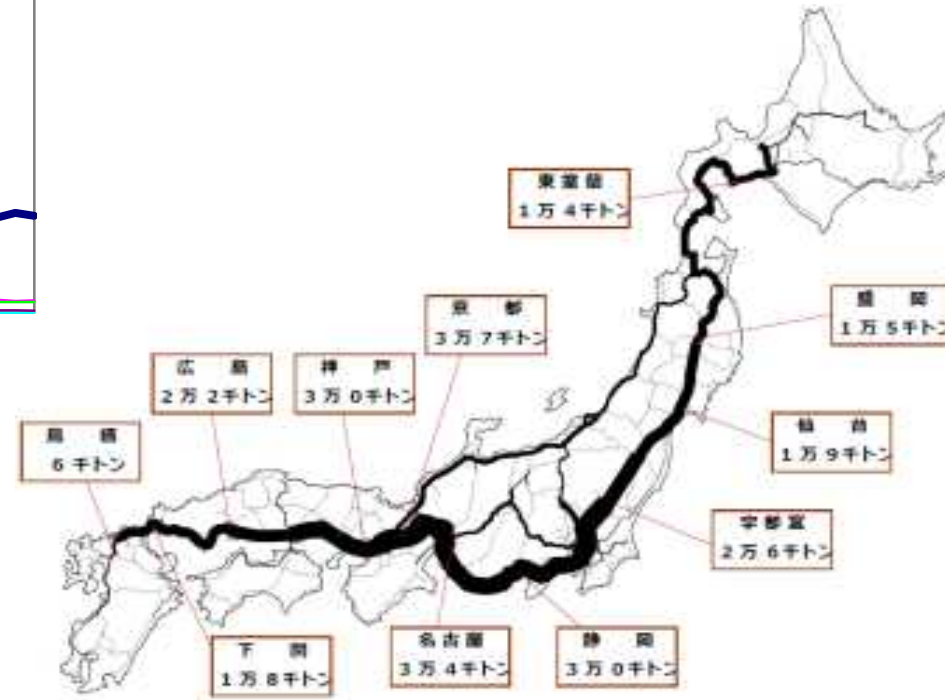 東室蘭
1万4千トン
京 都
3万7千トン
盛 岡
1万5千トン
広 島
2万2千トン
神 戸
3万0千トン
鳥 栖
6千トン
仙 台
1万9千トン
宇都宮
2万6千トン
下 関
1万8千トン
名古屋
3万4千トン
静 岡
3万0千トン